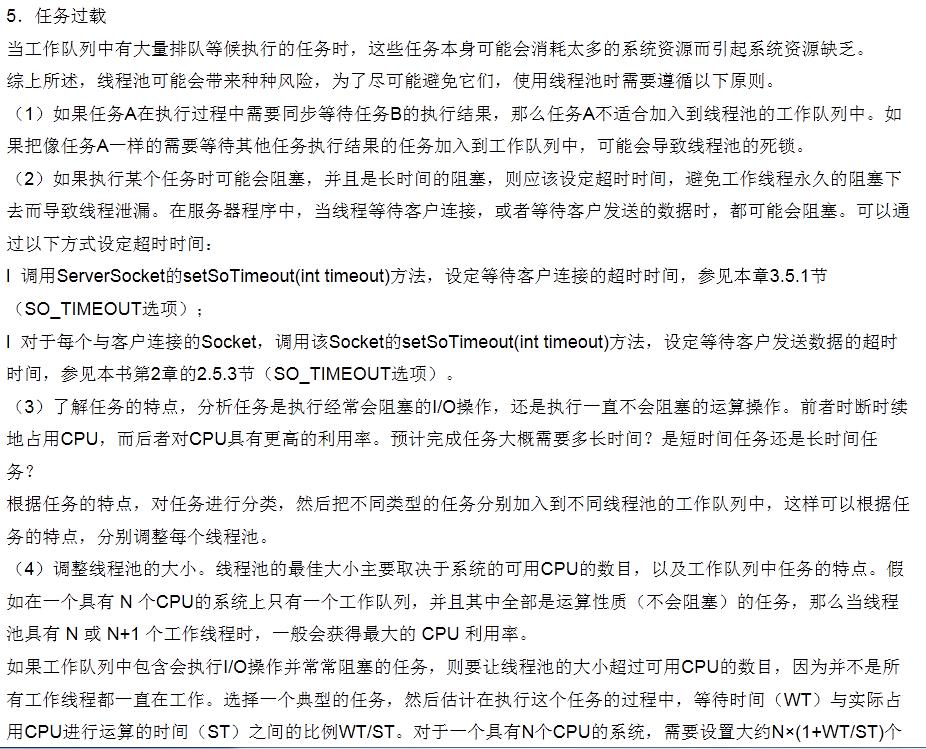 5．任务过载
当工作队列中有大量排队等候执行的任务时，这些任务本身可能会消耗太多的系统资源而引起系统资源缺乏。
综上所述，线程池可能会带来种种风险，为了尽可能避免它们，使用线程池时需要遵循以下原则。
（1）如果任务A在执行过程中需要同步等待任务B的执行结果，那么任务A不适合加入到线程池的工作队列中。如
果把像任务A一样的需要等待其他任务执行结果的任务加入到工作队列中，可能会导致线程池的死锁。
（2）如果执行某个任务时可能会阻塞，并且是长时间的阻塞，则应该设定超时时间，避免工作线程永久的阻塞下
去而导致线程泄漏。在服务器程序中，当线程等待客户连接，或者等待客户发送的数据时，都可能会阻塞。可以通
过以下方式设定超时时间：
l 调用ServerSocket的setSoTimeout(int timeout)方法，设定等待客户连接的超时时间，参见本章3.5.1节
（SO_TIMEOUT选项）；
l 对于每个与客户连接的Socket，调用该Socket的setSoTimeout(int timeout)方法，设定等待客户发送数据的超时
时间，参见本书第2章的2.5.3节（SO_TIMEOUT选项）。
（3）了解任务的特点，分析任务是执行经常会阻塞的I/O操作，还是执行一直不会阻塞的运算操作。前者时断时续
地占用CPU，而后者对CPU具有更高的利用率。预计完成任务大概需要多长时间？是短时间任务还是长时间任
务？
根据任务的特点，对任务进行分类，然后把不同类型的任务分别加入到不同线程池的工作队列中，这样可以根据任
务的特点，分别调整每个线程池。
（4）调整线程池的大小。线程池的最佳大小主要取决于系统的可用CPU的数目，以及工作队列中任务的特点。假
如在一个具有 N 个CPU的系统上只有一个工作队列，并且其中全部是运算性质（不会阻塞）的任务，那么当线程
池具有 N 或 N+1 个工作线程时，一般会获得最大的 CPU 利用率。
如果工作队列中包含会执行I/O操作并常常阻塞的任务，则要让线程池的大小超过可用CPU的数目，因为并不是所
有工作线程都一直在工作。选择一个典型的任务，然后估计在执行这个任务的过程中，等待时间（WT）与实际占
用CPU进行运算的时间（ST）之间的比例WT/ST。对于一个具有N个CPU的系统，需要设置大约N×(1+WT/ST)个